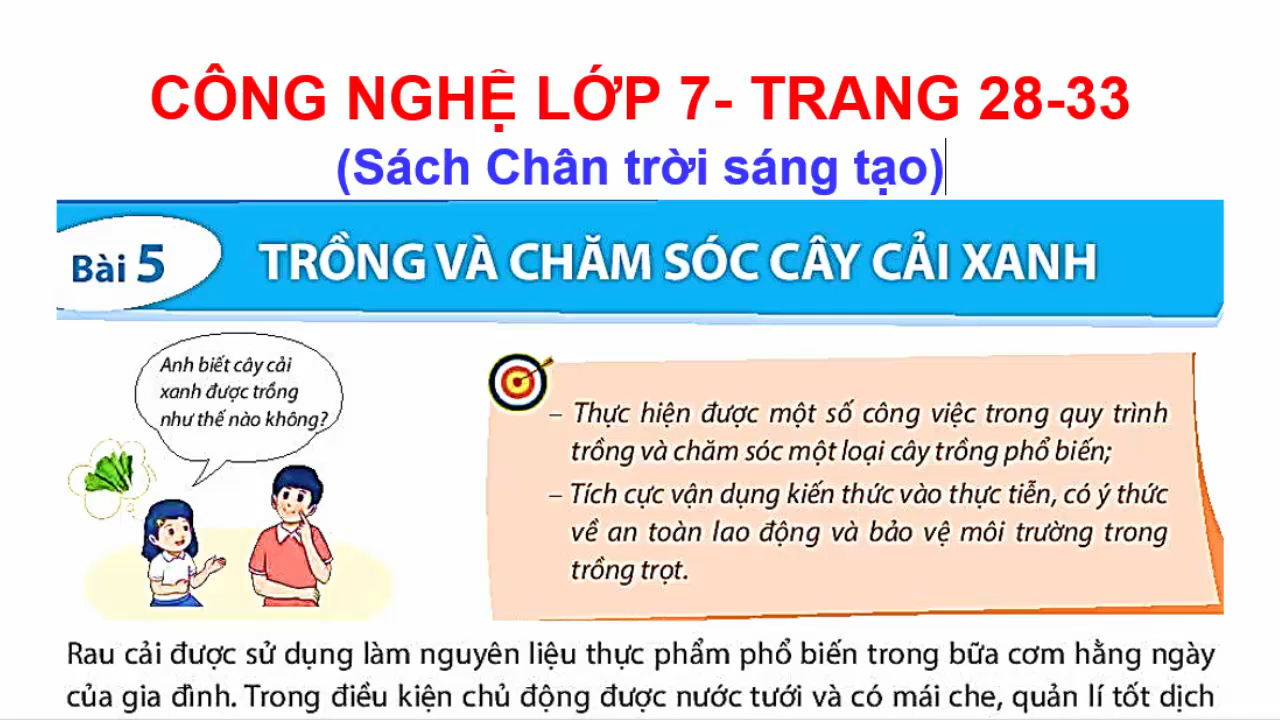 CÔNG NGHỆ LỚP 7- TRANG 28-33
(Sách Chân trời sáng tạo)
Bài 5
TRỒNG VÀ CHĂM SÓC CÂY CẢI XANH
Anh biết cây cải
xanh được trồng
như thế nào không?
– Thực hiện được một số công việc trong quy trình
trồng và chăm sóc một loại cây trồng phổ biến;
– Tích cực vận dụng kiến thức vào thực tiễn, có ý thức
về an toàn lao động và bảo vệ môi trường trong
trồng trọt.
Rau cải được sử dụng làm nguyên liệu thực phẩm phổ biến trong bữa cơm hằng ngày
của gia đình. Trong điều kiện chủ động được nước tưới và có mái che, quản lí tốt dịch